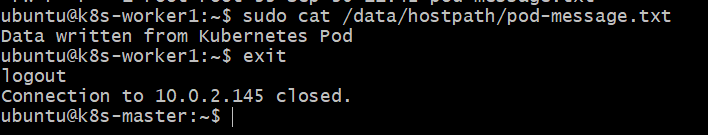 ubuntu@k8s-worker1:~$ sudo cat /data/hostpath/pod-message.txt
Data written from Kubernetes Pod
ubuntu@k8s-worker1:~$ exit
logout
Connection to 10.0.2.145 closed.
ubuntu@k8s-master:~$